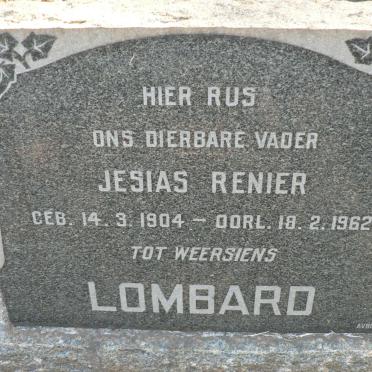 HIER RUS
ONS DIERBARE VADER
JESIAS RENIER
GEB. 14. 3. 1904 – OORL. 18. 2. 1962
TOT WEERSIENS
LOMBARD